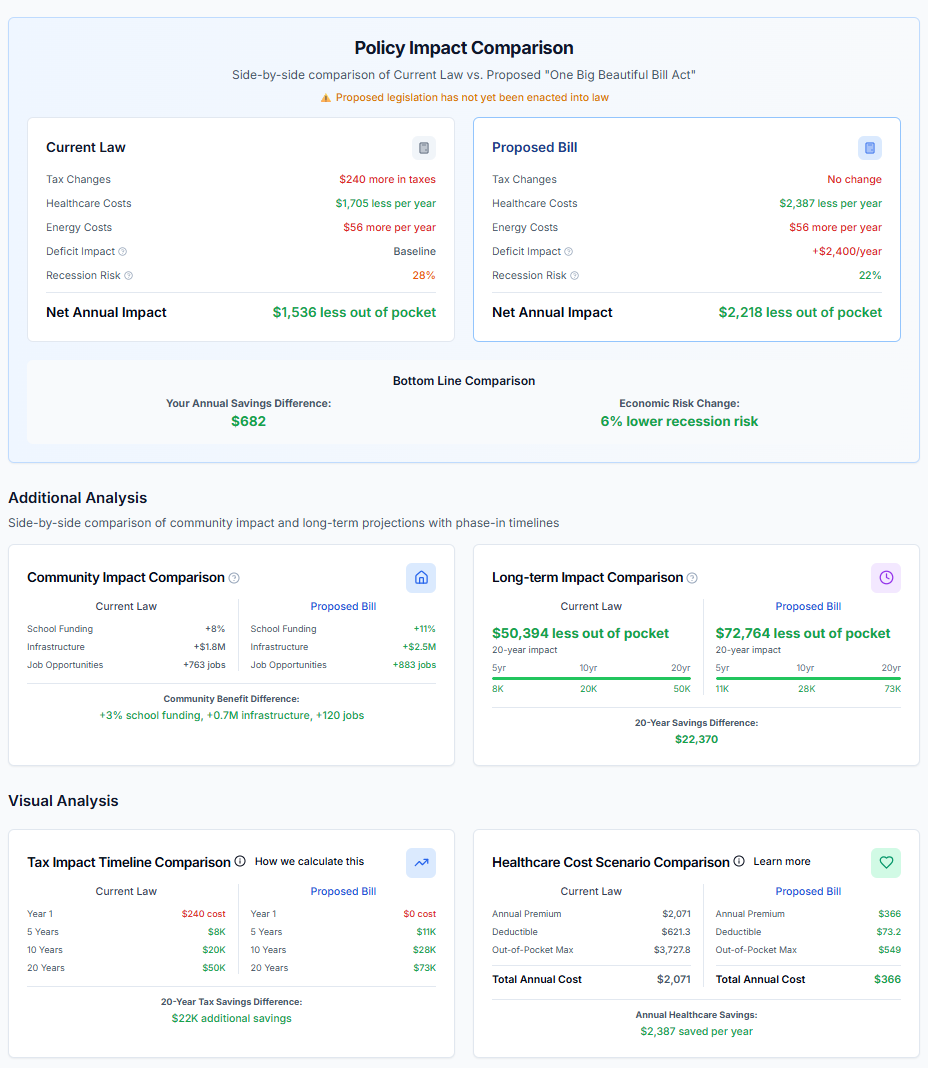 Policy Impact Comparison
Side-by-side comparison of Current Law vs. Proposed "One Big Beautiful Bill Act"
Proposed legislation has not yet been enacted into law
Current Law
Tax Changes $240 more in taxes
Healthcare Costs $1,705 less per year
Energy Costs $56 more per year
Deficit Impact Baseline
Recession Risk 28%
Net Annual Impact $1,536 less out of pocket
Proposed Bill
Tax Changes No change
Healthcare Costs $2,387 less per year
Energy Costs $56 more per year
Deficit Impact +$2,400/year
Recession Risk 22%
Net Annual Impact $2,218 less out of pocket
Bottom Line Comparison
Your Annual Savings Difference:
$682
Economic Risk Change:
6% lower recession risk
Additional Analysis
Side-by-side comparison of community impact and long-term projections with phase-in timelines
Community Impact Comparison
Current Law
School Funding +8%
Infrastructure +$1.8M
Job Opportunities +763 jobs
Proposed Bill
School Funding +11%
Infrastructure +$2.5M
Job Opportunities +883 jobs
Community Benefit Difference:
+3% school funding, +0.7M infrastructure, +120 jobs
Long-term Impact Comparison
Current Law
$50,394 less out of pocket
20-year impact
5yr 10yr 20yr
8K 20K 50K
Proposed Bill
$72,764 less out of pocket
20-year impact
5yr 10yr 20yr
11K 28K 73K
20-Year Savings Difference:
$22,370
Visual Analysis
Tax Impact Timeline Comparison How we calculate this
Current Law
Year 1 $240 cost
5 Years $8K
10 Years $20K
20 Years $50K
Proposed Bill
Year 1 $0 cost
5 Years $11K
10 Years $28K
20 Years $73K
20-Year Tax Savings Difference:
$22K additional savings
Healthcare Cost Scenario Comparison Learn more
Current Law
Annual Premium $2,071
Deductible $621.3
Out-of-Pocket Max $3,727.8
Total Annual Cost $2,071
Proposed Bill
Annual Premium $366
Deductible $73.2
Out-of-Pocket Max $549
Total Annual Cost $366
Annual Healthcare Savings:
$2,387 saved per year